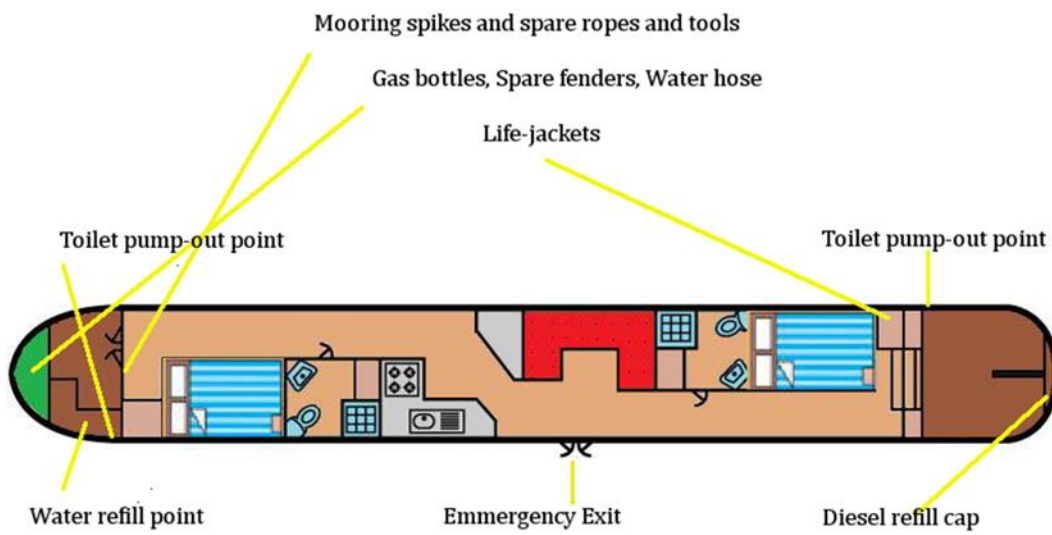 Mooring spikes and spare ropes and tools
Gas bottles, Spare fenders, Water hose
Life-jackets
Toilet pump-out point
Toilet pump-out point
Water refill point
Emmergency Exit
Diesel refill cap